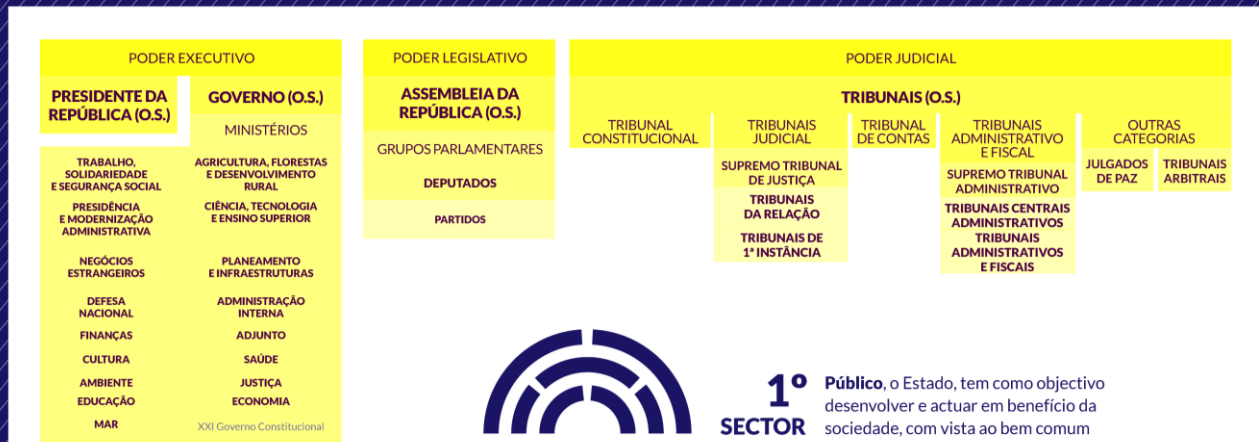 PODER EXECUTIVO
PRESIDENTE DA
REPÚBLICA (O.S.)
GOVERNO (O.S.)
MINISTÉRIOS
TRABALHO,
SOLIDARIEDADE
E SEGURANÇA SOCIAL
AGRICULTURA, FLORESTAS
E DESENVOLVIMENTO
RURAL
PRESIDÊNCIA
E MODERNIZAÇÃO
ADMINISTRATIVA
CIÊNCIA, TECNOLOGIA
E ENSINO SUPERIOR
NEGÓCIOS
ESTRANGEIROS
PLANEAMENTO
E INFRAESTRUTURAS
DEFESA
NACIONAL
ADMINISTRAÇÃO
INTERNA
FINANÇAS
ADJUNTO
CULTURA
SAÚDE
AMBIENTE
JUSTIÇA
EDUCAÇÃO
ECONOMIA
MAR
XXI Governo Constitucional
PODER LEGISLATIVO
ASSEMBLEIA DA
REPÚBLICA (O.S.)
GRUPOS PARLAMENTARES
DEPUTADOS
PARTIDOS
PODER JUDICIAL
TRIBUNAIS (O.S.)
TRIBUNAL
CONSTITUCIONAL
TRIBUNAIS
JUDICIAL
SUPREMO TRIBUNAL
DE JUSTIÇA
TRIBUNAIS
DA RELAÇÃO
TRIBUNAIS DE
1ª INSTÂNCIA
TRIBUNAL
DE CONTAS
TRIBUNAIS
ADMINISTRATIVO
E FISCAL
SUPREMO TRIBUNAL
ADMINISTRATIVO
TRIBUNAIS CENTRAIS
ADMINISTRATIVOS
TRIBUNAIS
ADMINISTRATIVOS
E FISCAIS
OUTRAS
CATEGORIAS
JULGADOS
DE PAZ
TRIBUNAIS
ARBITRAIS
1º
SECTOR
Público, o Estado, tem como objectivo
desenvolver e actuar em benefício da
sociedade, com vista ao bem comum